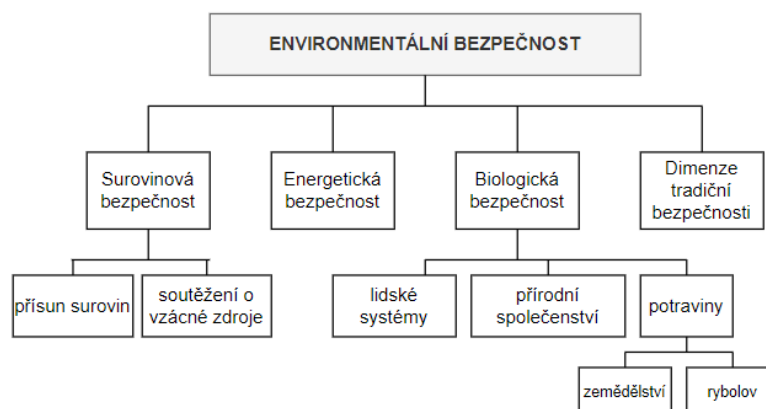 ENVIRONMENTÁLNÍ BEZPEČNOST
Surovinová
bezpečnost
Energetická
bezpečnost
Biologická
bezpečnost
Dimenze
tradiční
bezpečnosti
přísun surovin
soutěžení o
vzácné zdroje
lidské
systémy
přírodní
společenství
potraviny
zemědělství
rybolov